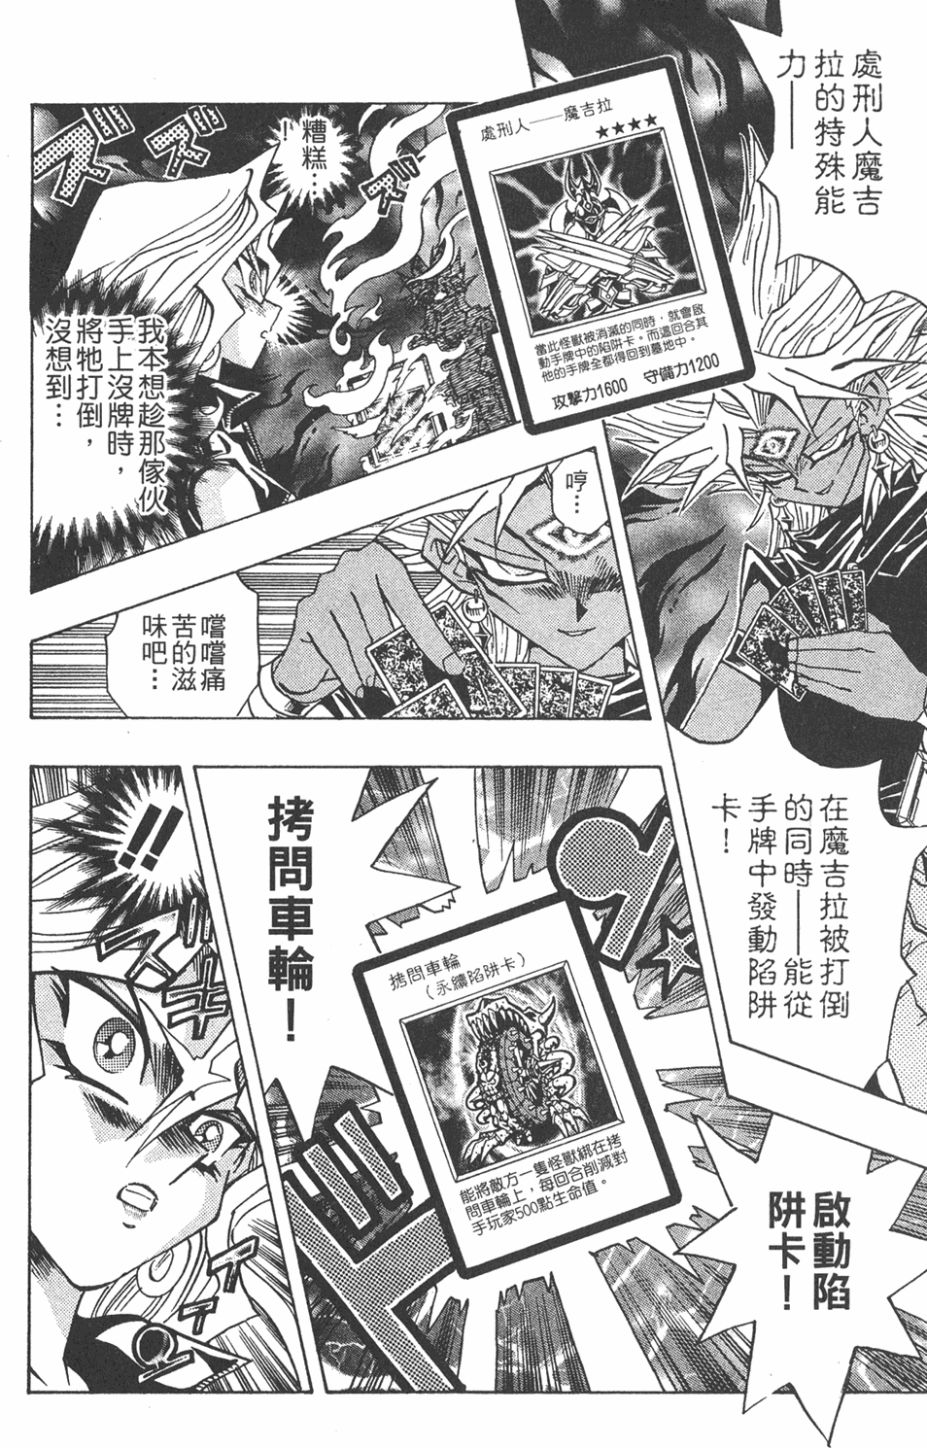 處刑人魔吉
拉的特殊能
力——
處刑人——魔吉拉
★★★★
當此怪獸被消滅的同時，就會啟
動手牌中的陷阱卡。而這回合其
他的手牌全都得回到墓地中。
攻擊力1600 守備力1200
糟糕…
！
我本想趁那傢伙
手上沒牌時，
將牠打倒，
沒想到…
在魔吉拉被打倒
的同時——能從
手牌中發動陷阱
卡！
哼…
嚐嚐痛
苦的滋
味吧…
啟動陷
阱卡！
拷問車輪
（永續陷阱卡）
能將敵方一隻怪獸綁在拷
問車輪上，每回合削減對
手玩家500點生命值。
拷問車輪！
!!